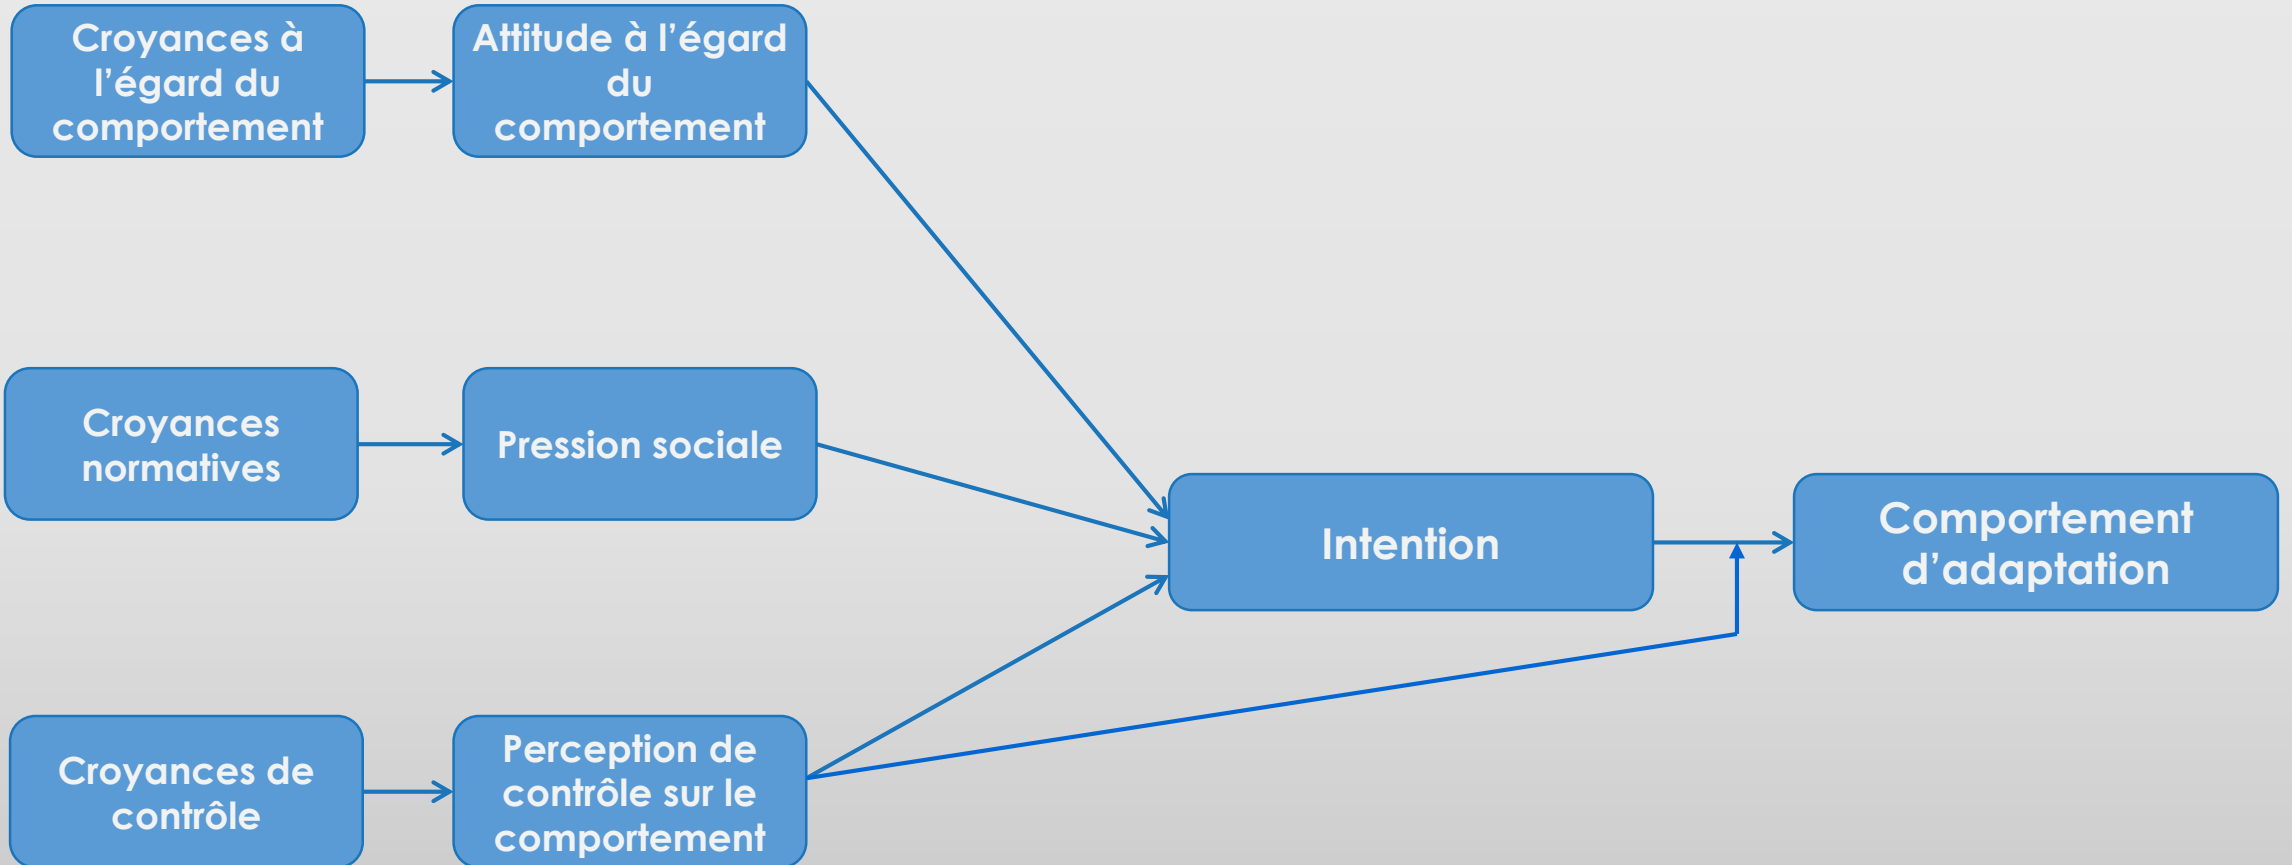 Croyances à
l’égard du
comportement
Attitude à l’égard
du
comportement
Croyances
normatives
Pression sociale
Intention
Comportement
d’adaptation
Croyances de
contrôle
Perception de
contrôle sur le
comportement